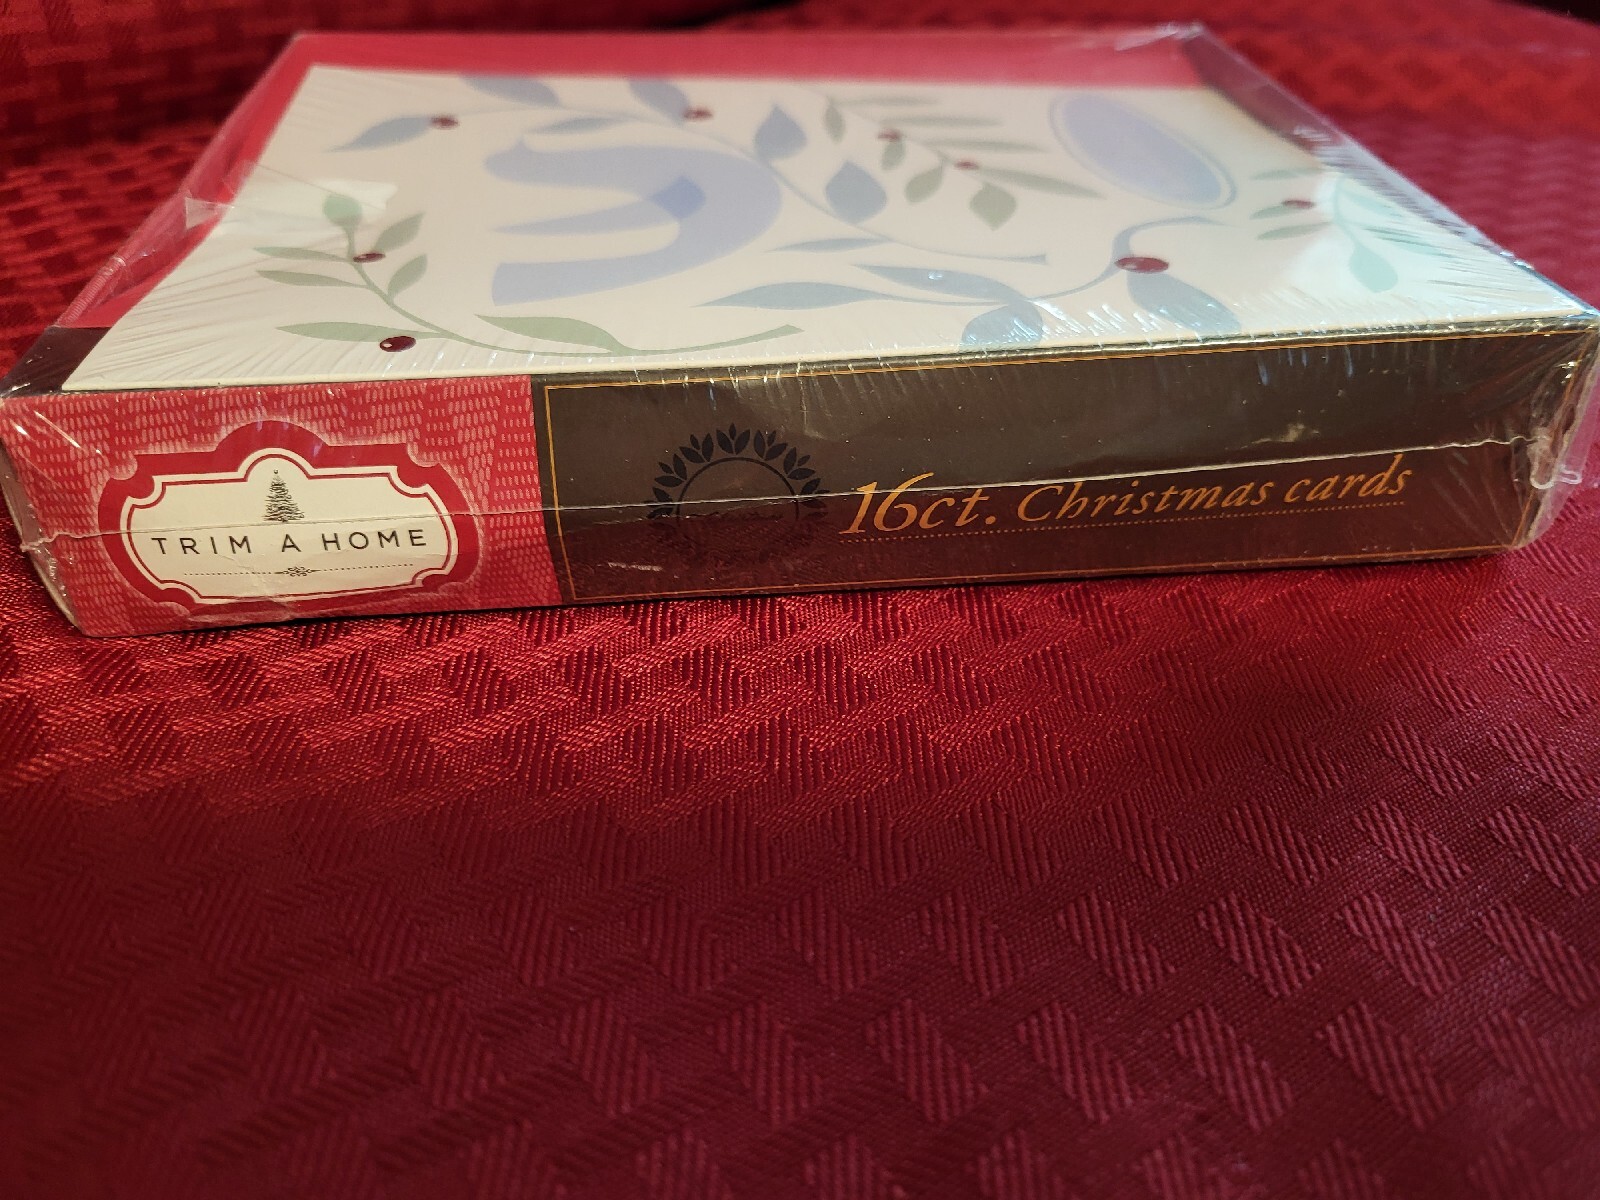 TRIM A HOME
16ct. Christmas cards